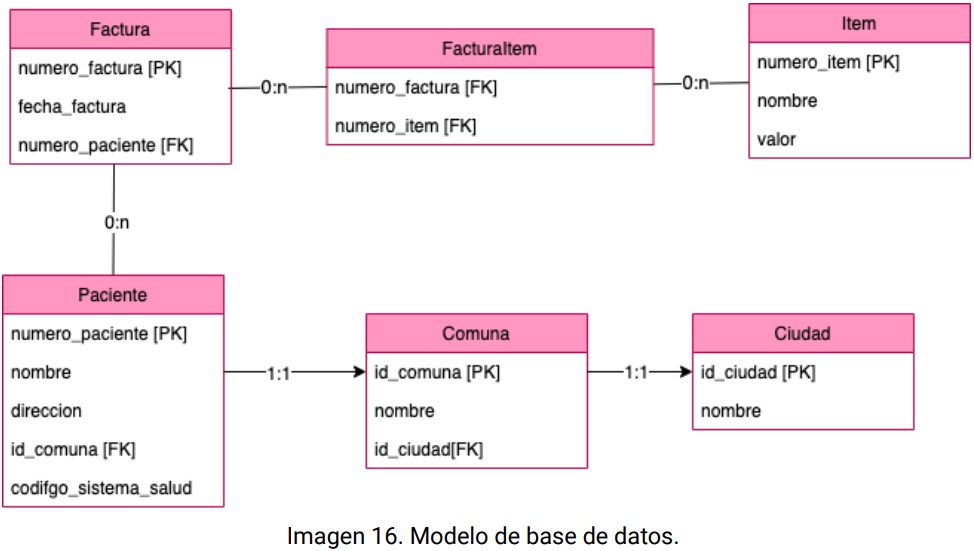 Factura
numero_factura [PK]
fecha_factura
numero_paciente [FK]
0:n
FacturaItem
numero_factura [FK]
numero_item [FK]
0:n
Item
numero_item [PK]
nombre
valor
0:n
Paciente
numero_paciente [PK]
nombre
direccion
id_comuna [FK]
codifgo_sistema_salud
1:1
Comuna
id_comuna [PK]
nombre
id_ciudad[FK]
1:1
Ciudad
id_ciudad [PK]
nombre
Imagen 16. Modelo de base de datos.